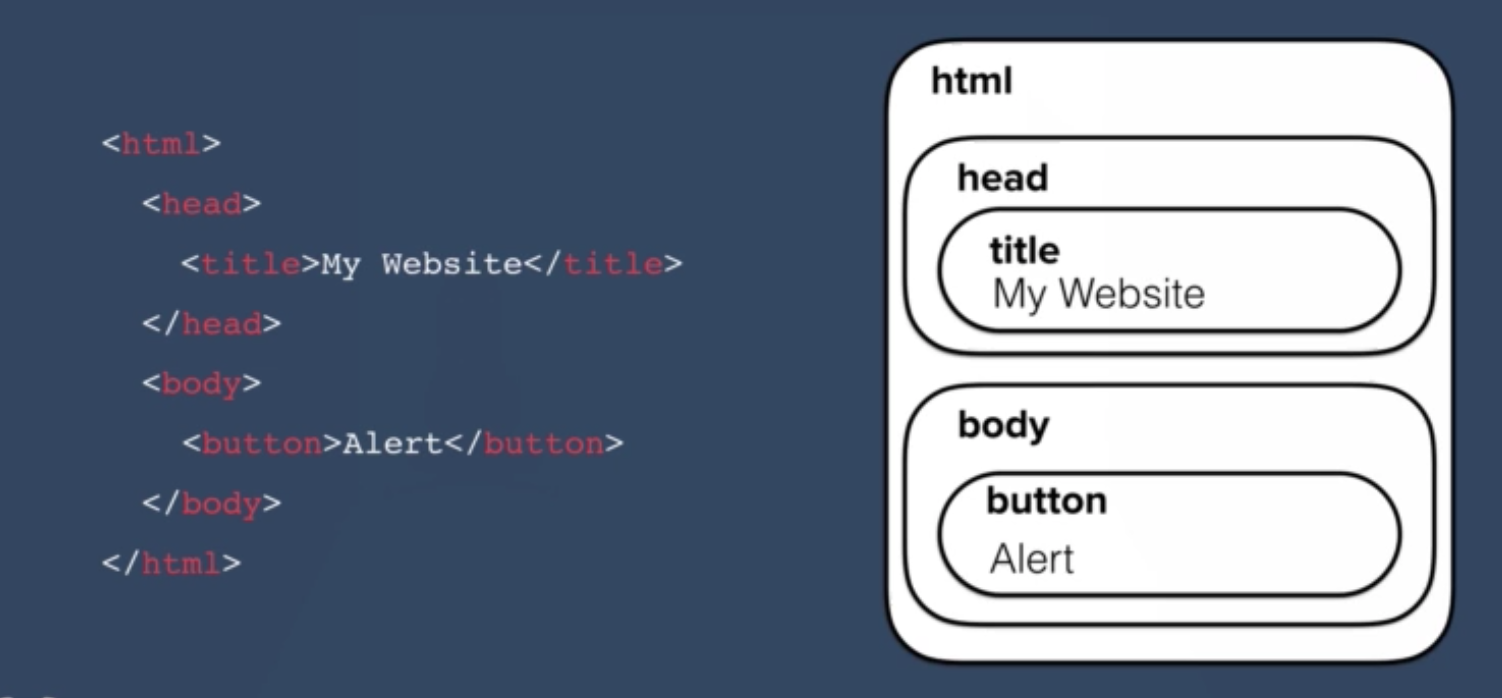 <html>
<head>
<title>My Website</title>
</head>
<body>
<button>Alert</button>
</body>
</html>
html
head
title
My Website
body
button
Alert